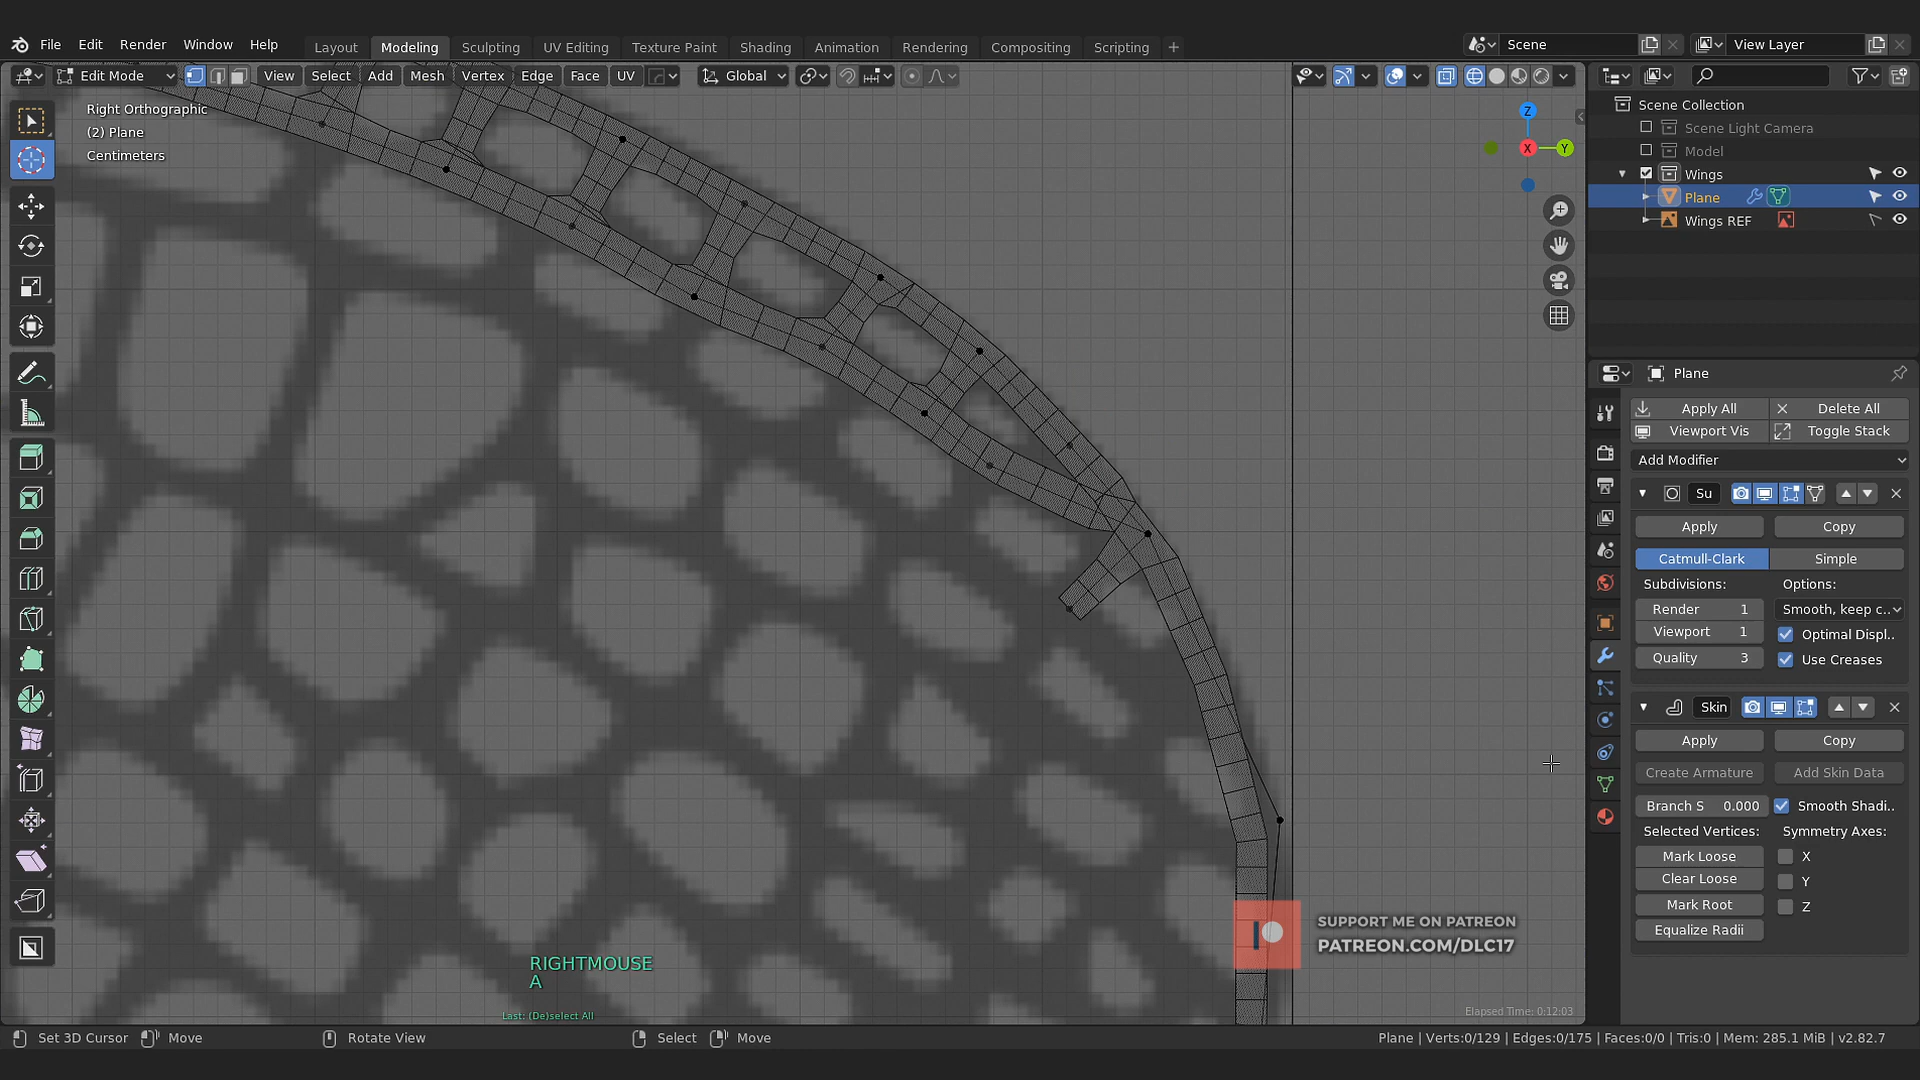 File Edit Render Window Help
Layout Modeling Sculpting UV Editing Texture Paint Shading Animation Rendering Compositing Scripting +
Scene
View Layer
Edit Mode
View Select Add Mesh Vertex Edge Face UV
Global
Right Orthographic
(2) Plane
Centimeters
Z
X
Y
Scene Collection
Scene Light Camera
Model
Wings
Plane
Wings REF
Plane
Apply All
Delete All
Viewport Vis
Toggle Stack
Add Modifier
Su
Apply
Copy
Catmull-Clark
Simple
Subdivisions:
Options:
Render 1
Smooth, keep c..
Viewport 1
Optimal Displ..
Quality 3
Use Creases
Skin
Apply
Copy
Create Armature
Add Skin Data
Branch S 0.000
Smooth Shadi..
Selected Vertices:
Symmetry Axes:
Mark Loose
X
Clear Loose
Y
Mark Root
Z
Equalize Radii
SUPPORT ME ON PATREON
PATREON.COM/DLC17
RIGHTMOUSE
A
Last: (De)select All
Elapsed Time: 0:12:03
Set 3D Cursor
Move
Rotate View
Select
Move
Plane | Verts:0/129 | Edges:0/175 | Faces:0/0 | Tris:0 | Mem: 285.1 MiB | v2.82.7